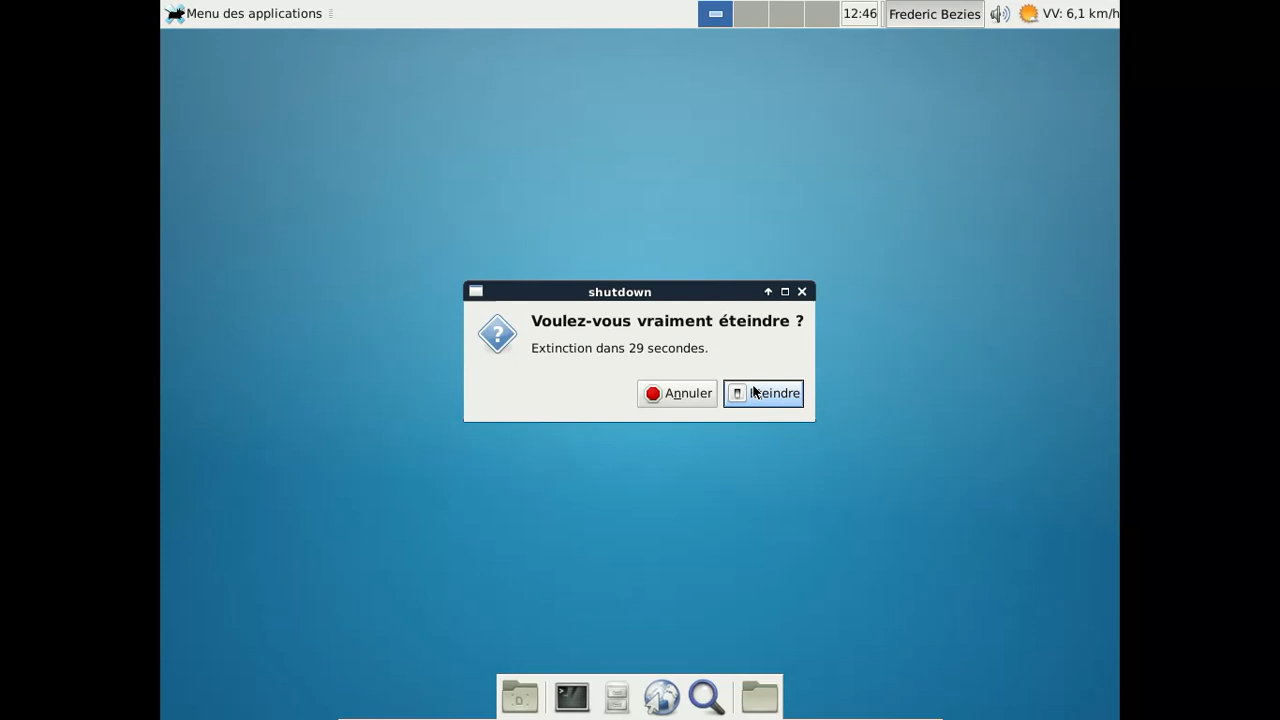 Menu des applications
12:46
Frederic Bezies
VV: 6,1 km/h
shutdown
Voulez-vous vraiment éteindre ?
Extinction dans 29 secondes.
Annuler